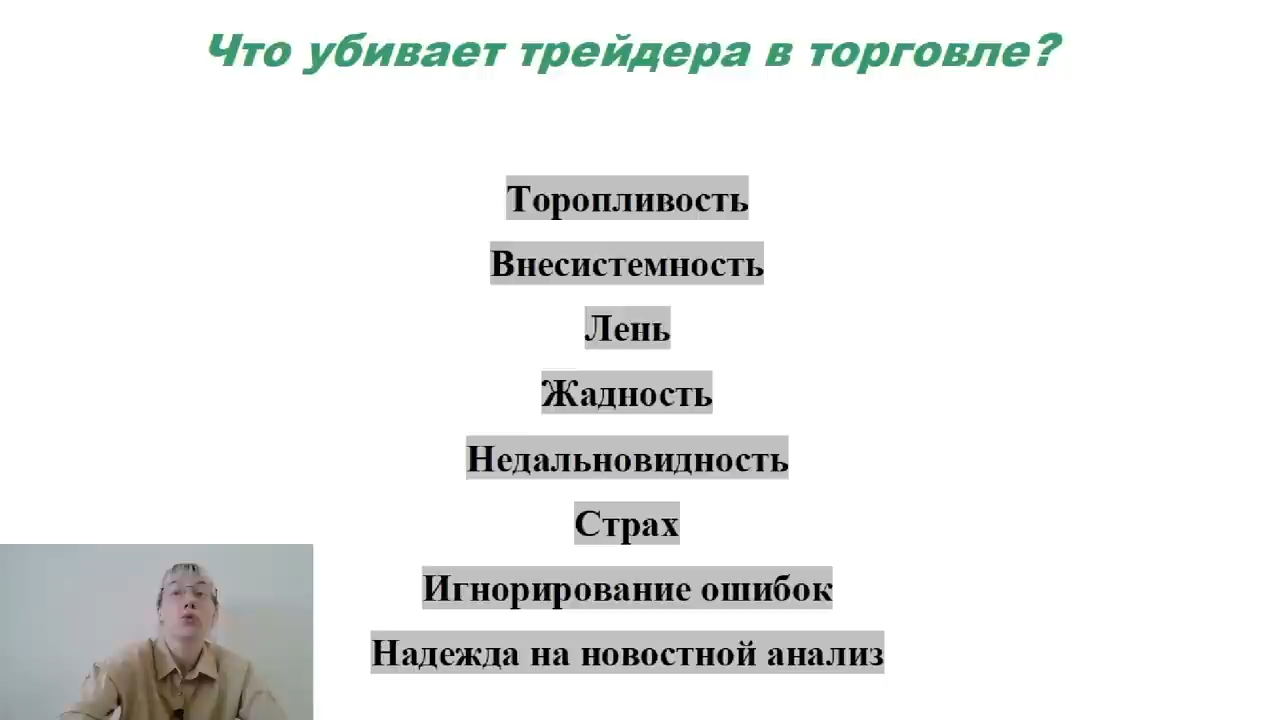 Что убивает трейдера в торговле?
Торопливость
Внесистемность
Лень
Жадность
Недальновидность
Страх
Игнорирование ошибок
Надежда на новостной анализ